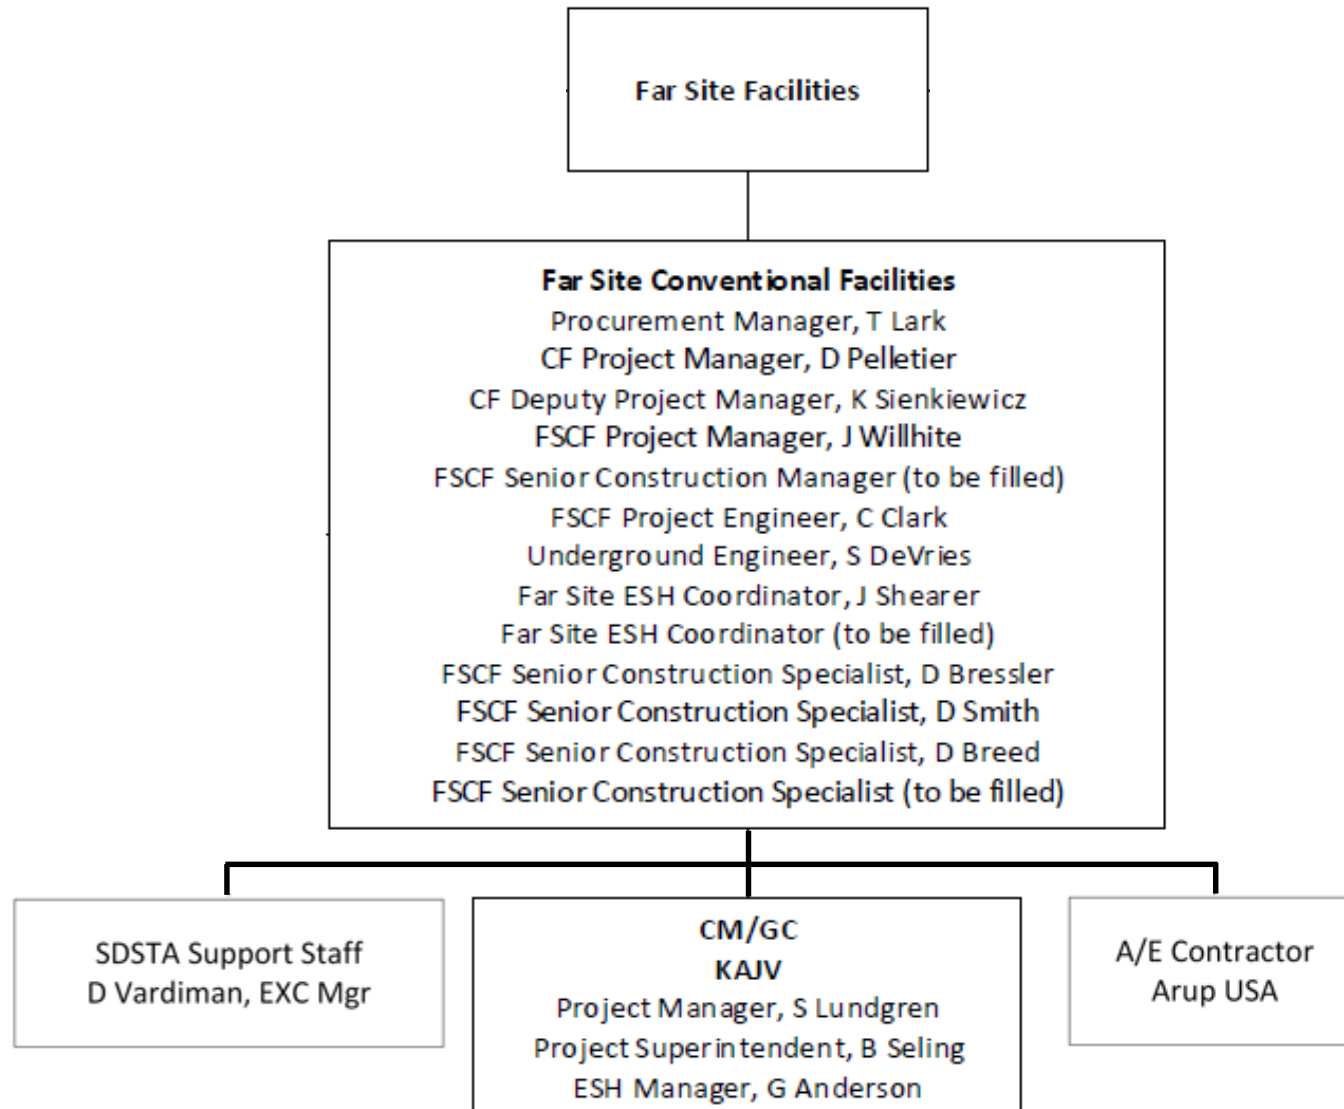 Far Site Facilities
Far Site Conventional Facilities
Procurement Manager, T Lark
CF Project Manager, D Pelletier
CF Deputy Project Manager, K Sienkiewicz
FSCF Project Manager, J Willhite
FSCF Senior Construction Manager (to be filled)
FSCF Project Engineer, C Clark
Underground Engineer, S DeVries
Far Site ESH Coordinator, J Shearer
Far Site ESH Coordinator (to be filled)
FSCF Senior Construction Specialist, D Bressler
FSCF Senior Construction Specialist, D Smith
FSCF Senior Construction Specialist, D Breed
FSCF Senior Construction Specialist (to be filled)
SDSTA Support Staff
D Vardiman, EXC Mgr
CM/GC
KAJV
Project Manager, S Lundgren
Project Superintendent, B Seling
ESH Manager, G Anderson
A/E Contractor
Arup USA